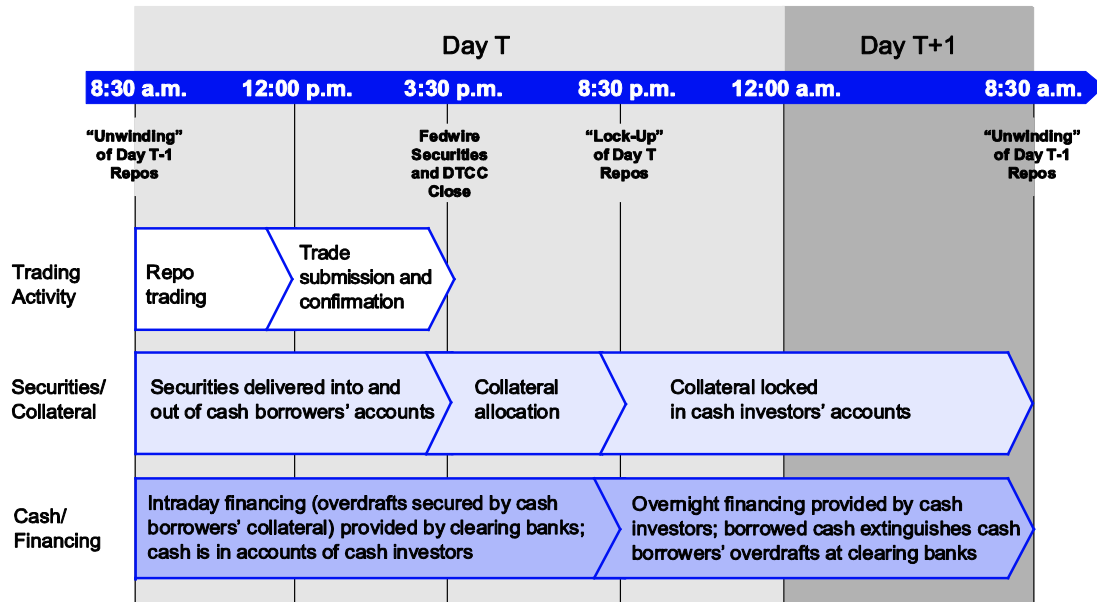 Day T
Day T+1
8:30 a.m.
12:00 p.m.
3:30 p.m.
8:30 p.m.
12:00 a.m.
8:30 a.m.
“Unwinding”
of Day T-1
Repos
Fedwire
Securities
and DTCC
Close
“Lock-Up”
of Day T
Repos
“Unwinding”
of Day T-1
Repos
Trading
Activity
Repo
trading
Trade
submission and
confirmation
Securities/
Collateral
Securities delivered into and
out of cash borrowers’ accounts
Collateral
allocation
Collateral locked
in cash investors’ accounts
Cash/
Financing
Intraday financing (overdrafts secured by cash
borrowers’ collateral) provided by clearing banks;
cash is in accounts of cash investors
Overnight financing provided by cash
investors; borrowed cash extinguishes cash
borrowers’ overdrafts at clearing banks